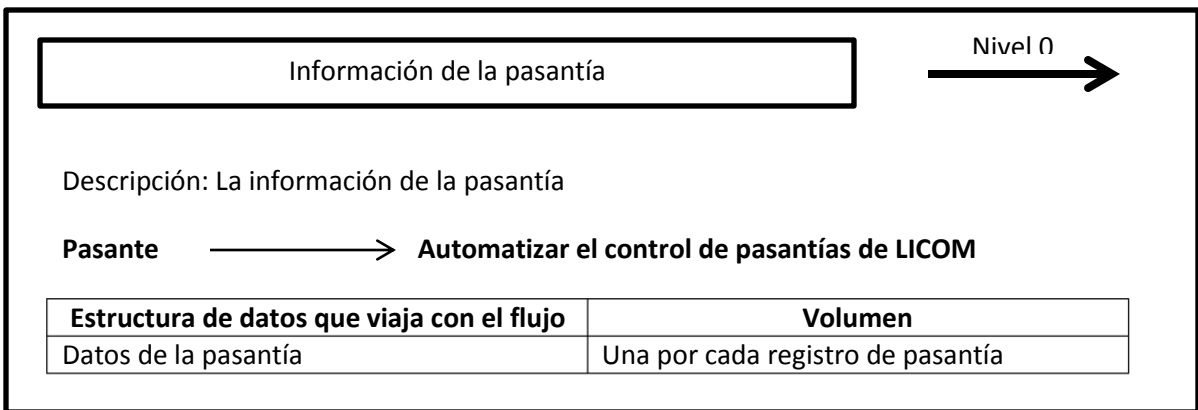 Información de la pasantía
Nivel 0
Descripción: La información de la pasantía
Pasante Automatizar el control de pasantías de LICOM
Estructura de datos que viaja con el flujo Volumen
Datos de la pasantía Una por cada registro de pasantía